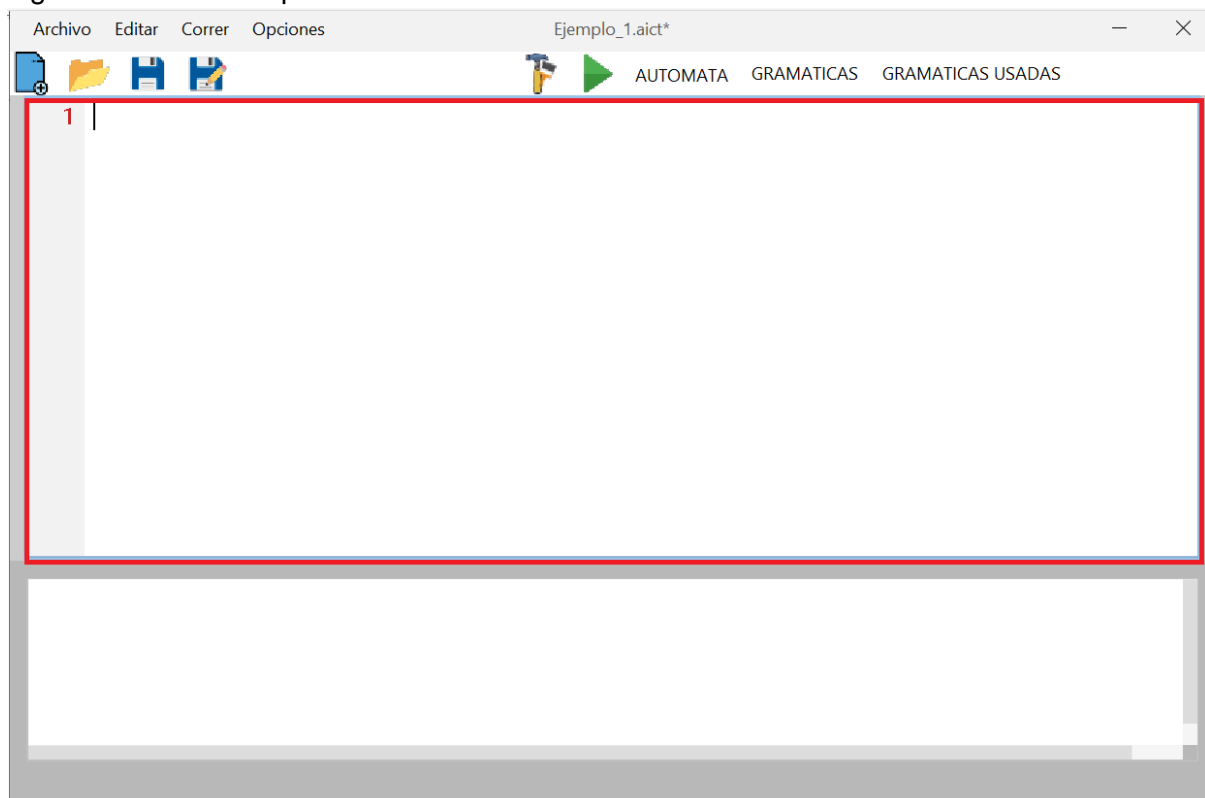 Archivo Editar Correr Opciones Ejemplo_1.aict*
AUTOMATA GRAMATICAS GRAMATICAS USADAS
1